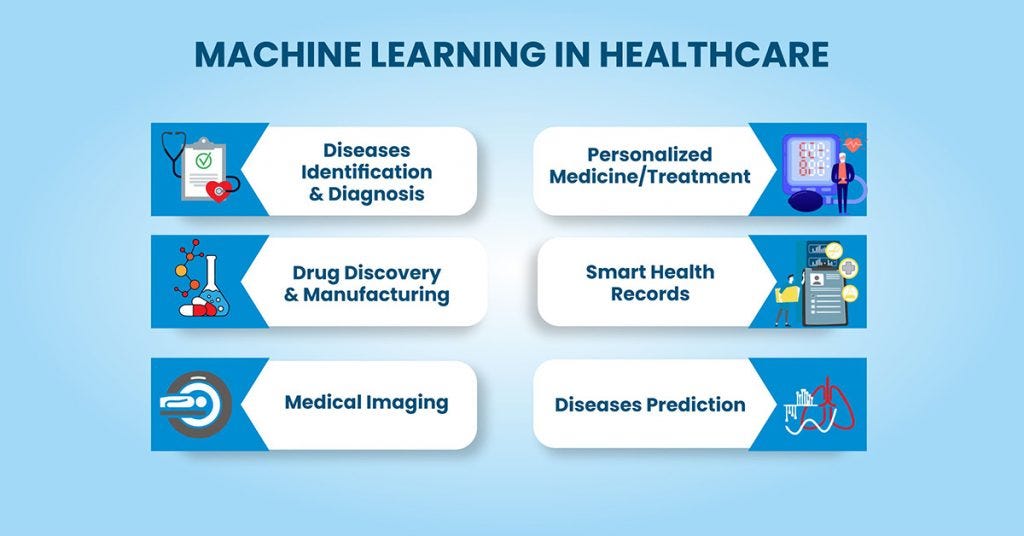 MACHINE LEARNING IN HEALTHCARE
Diseases
Identification
& Diagnosis
Personalized
Medicine/Treatment
Drug Discovery
& Manufacturing
Smart Health
Records
Medical Imaging
Diseases Prediction